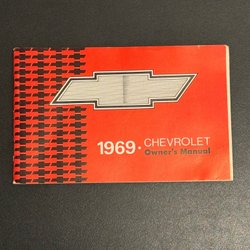 1969• CHEVROLET
Owner's Manual